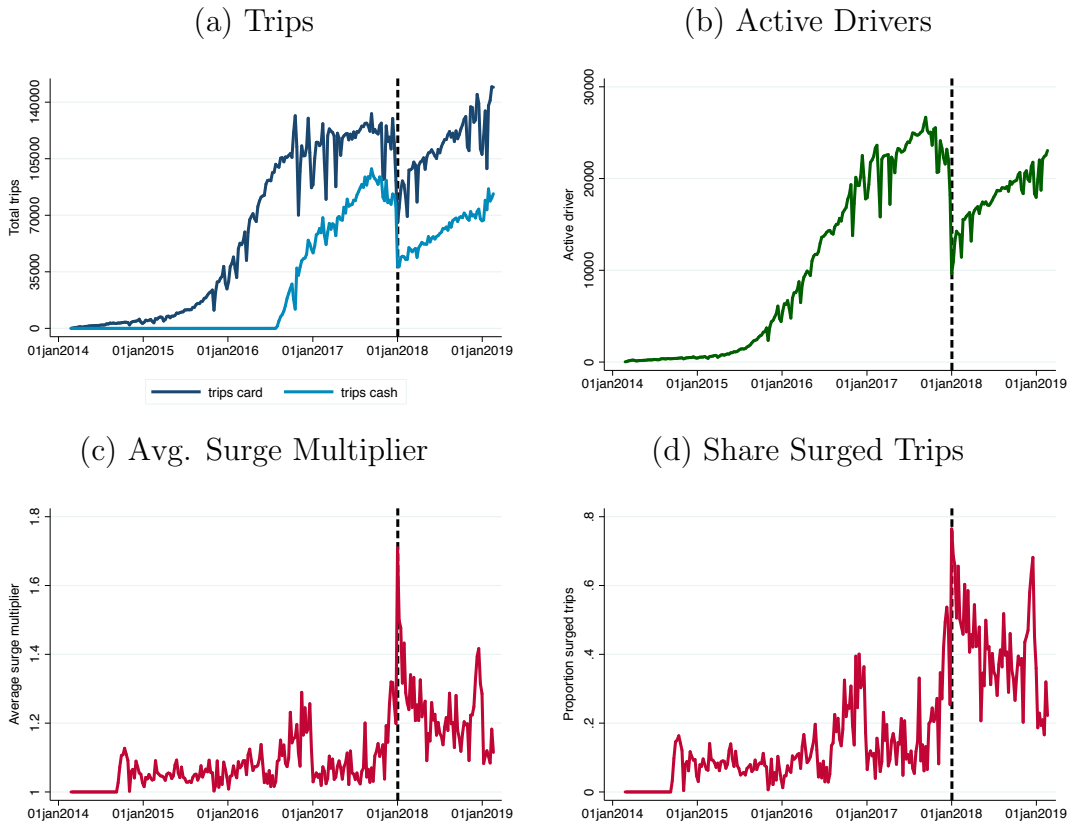 (a) Trips
Total trips
140000
105000
70000
35000
0
01jan2014 01jan2015 01jan2016 01jan2017 01jan2018 01jan2019
trips card trips cash
(b) Active Drivers
Active driver
30000
20000
10000
0
01jan2014 01jan2015 01jan2016 01jan2017 01jan2018 01jan2019
(c) Avg. Surge Multiplier
Average surge multiplier
1.8
1.6
1.4
1.2
1
01jan2014 01jan2015 01jan2016 01jan2017 01jan2018 01jan2019
(d) Share Surged Trips
Proportion surged trips
.8
.6
.4
.2
0
01jan2014 01jan2015 01jan2016 01jan2017 01jan2018 01jan2019